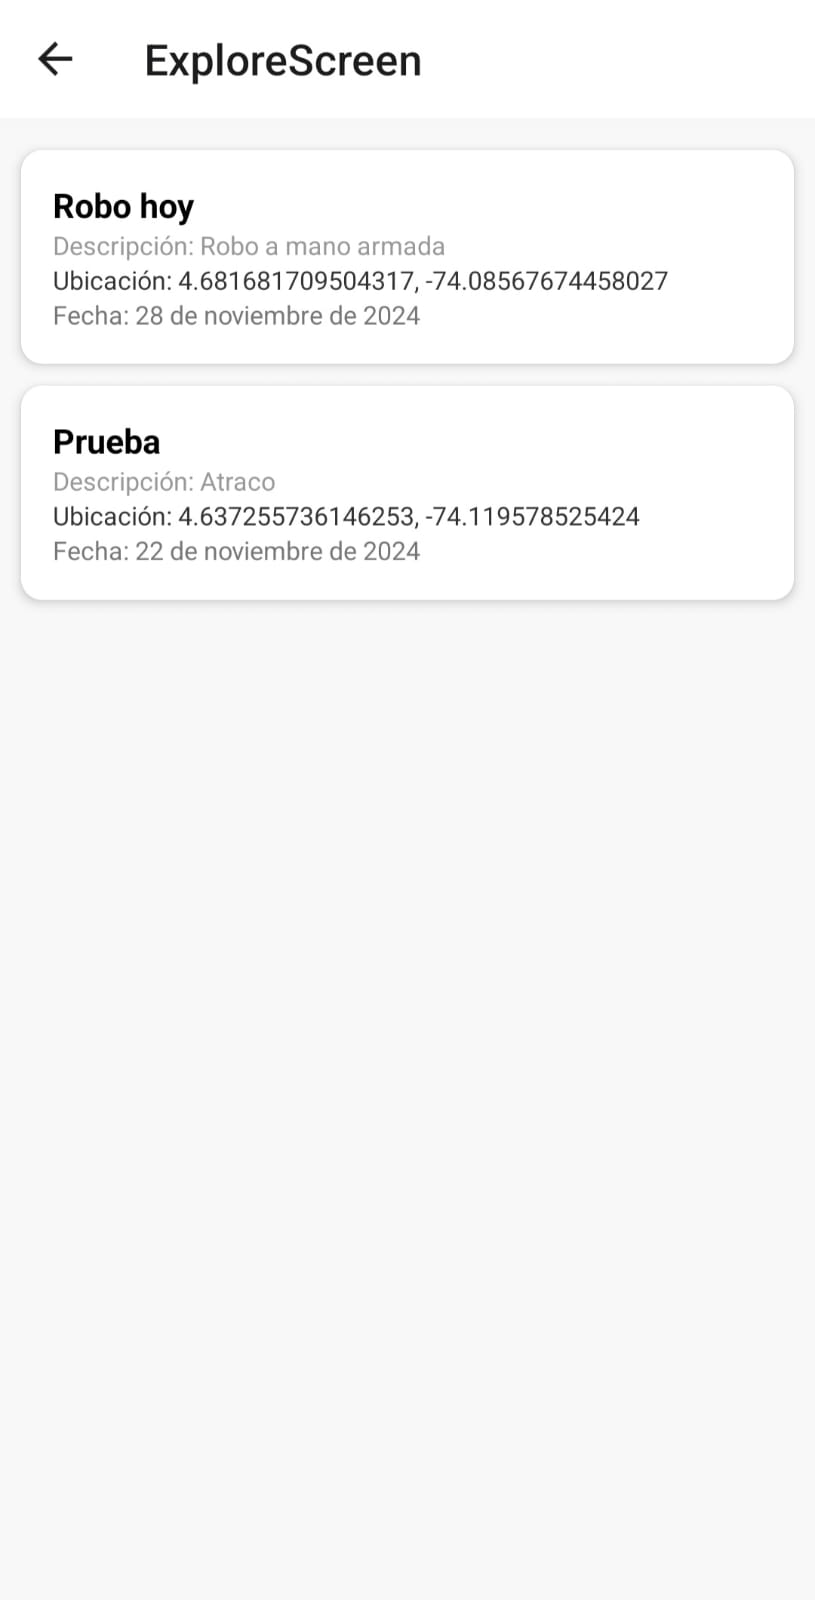 ExploreScreen
Robo hoy
Descripción: Robo a mano armada
Ubicación: 4.681681709504317, -74.08567674458027
Fecha: 28 de noviembre de 2024
Prueba
Descripción: Atraco
Ubicación: 4.637255736146253, -74.119578525424
Fecha: 22 de noviembre de 2024